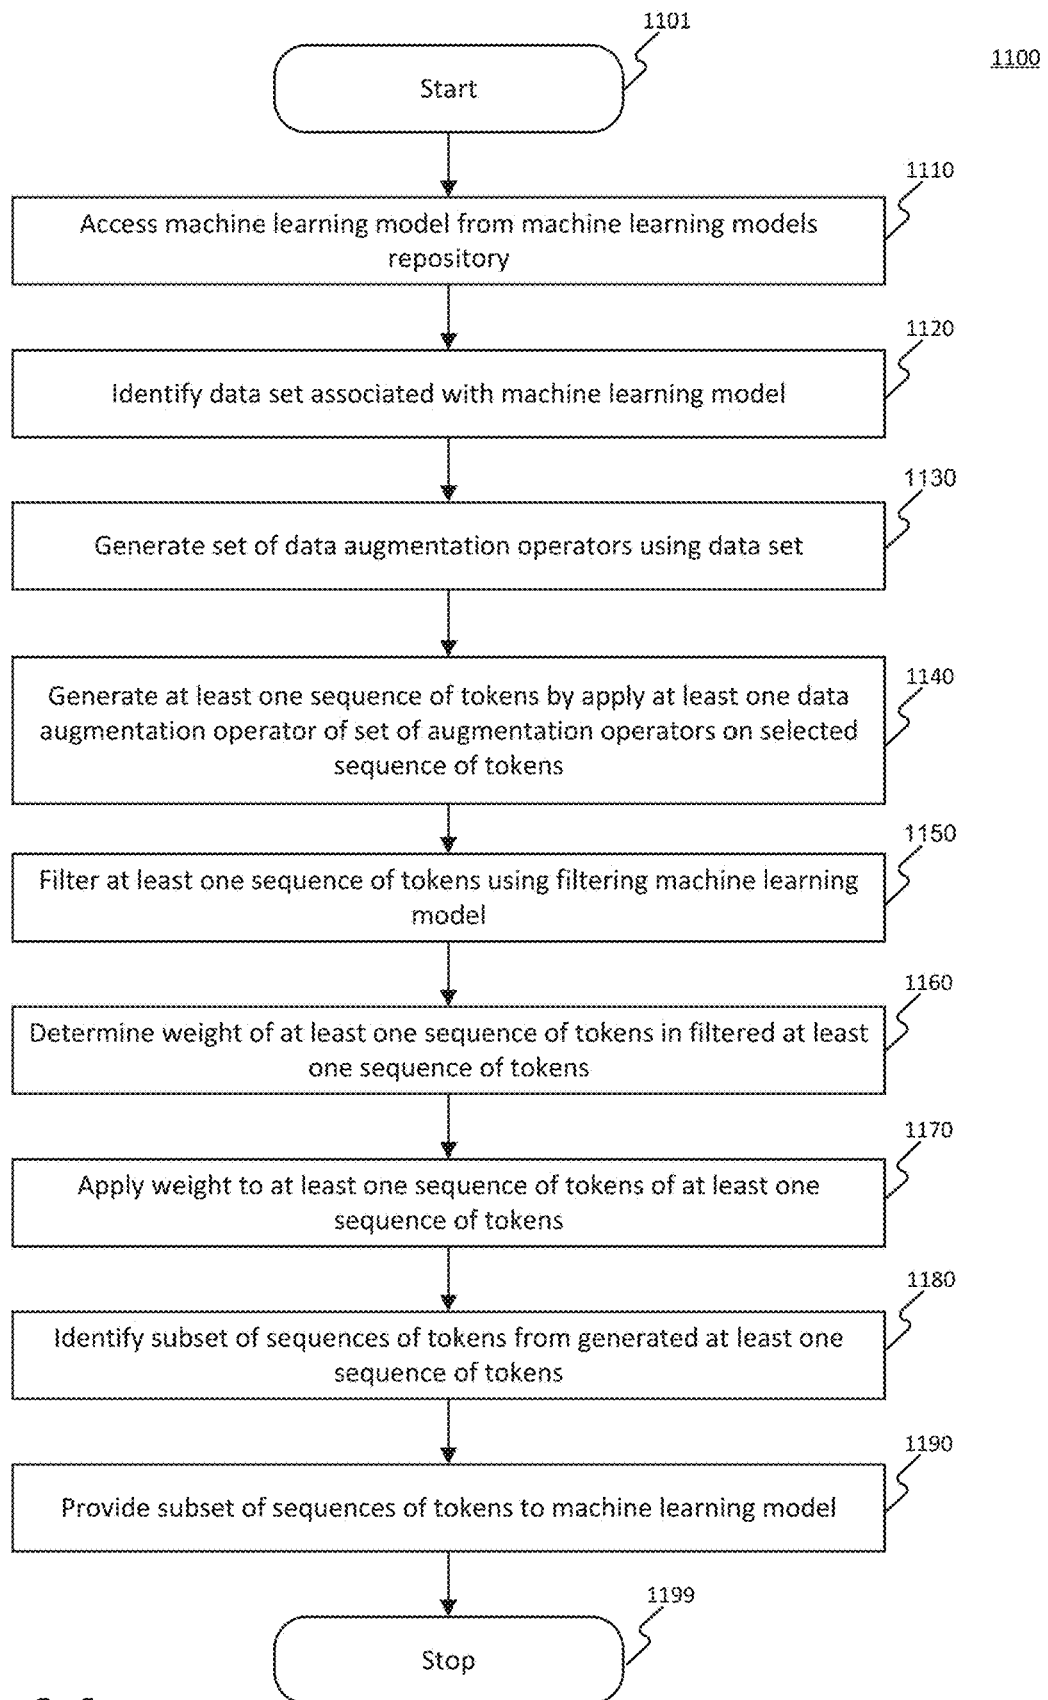 1101
1100
Start
1110
Access machine learning model from machine learning models
repository
1120
Identify data set associated with machine learning model
1130
Generate set of data augmentation operators using data set
1140
Generate at least one sequence of tokens by apply at least one data
augmentation operator of set of augmentation operators on selected
sequence of tokens
1150
Filter at least one sequence of tokens using filtering machine learning
model
1160
Determine weight of at least one sequence of tokens in filtered at least
one sequence of tokens
1170
Apply weight to at least one sequence of tokens of at least one
sequence of tokens
1180
Identify subset of sequences of tokens from generated at least one
sequence of tokens
1190
Provide subset of sequences of tokens to machine learning model
1199
Stop